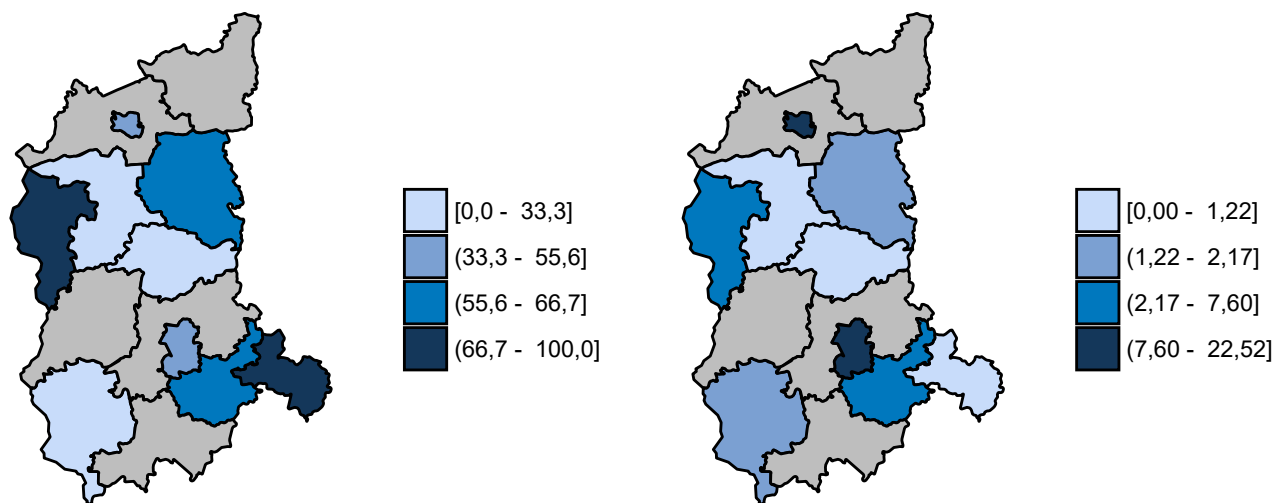 [0,0 - 33,3]
(33,3 - 55,6]
(55,6 - 66,7]
(66,7 - 100,0]
[0,00 - 1,22]
(1,22 - 2,17]
(2,17 - 7,60]
(7,60 - 22,52]